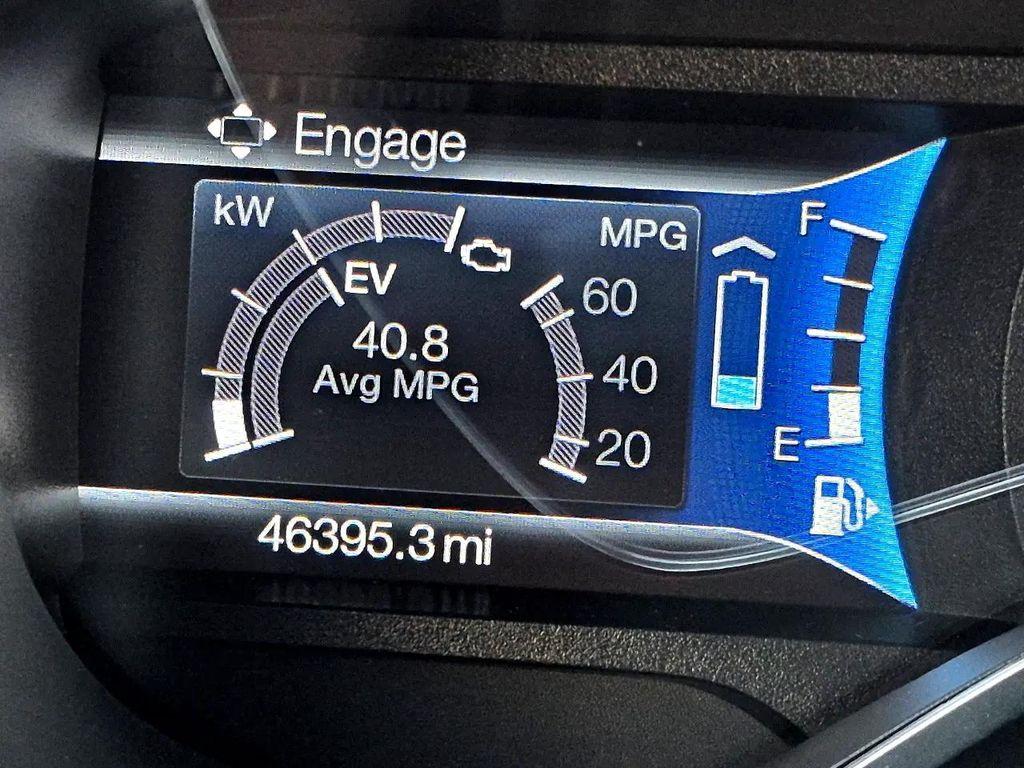 Engage
kW
MPG
F
EV
60
40.8
Avg MPG
40
20
E
46395.3 mi